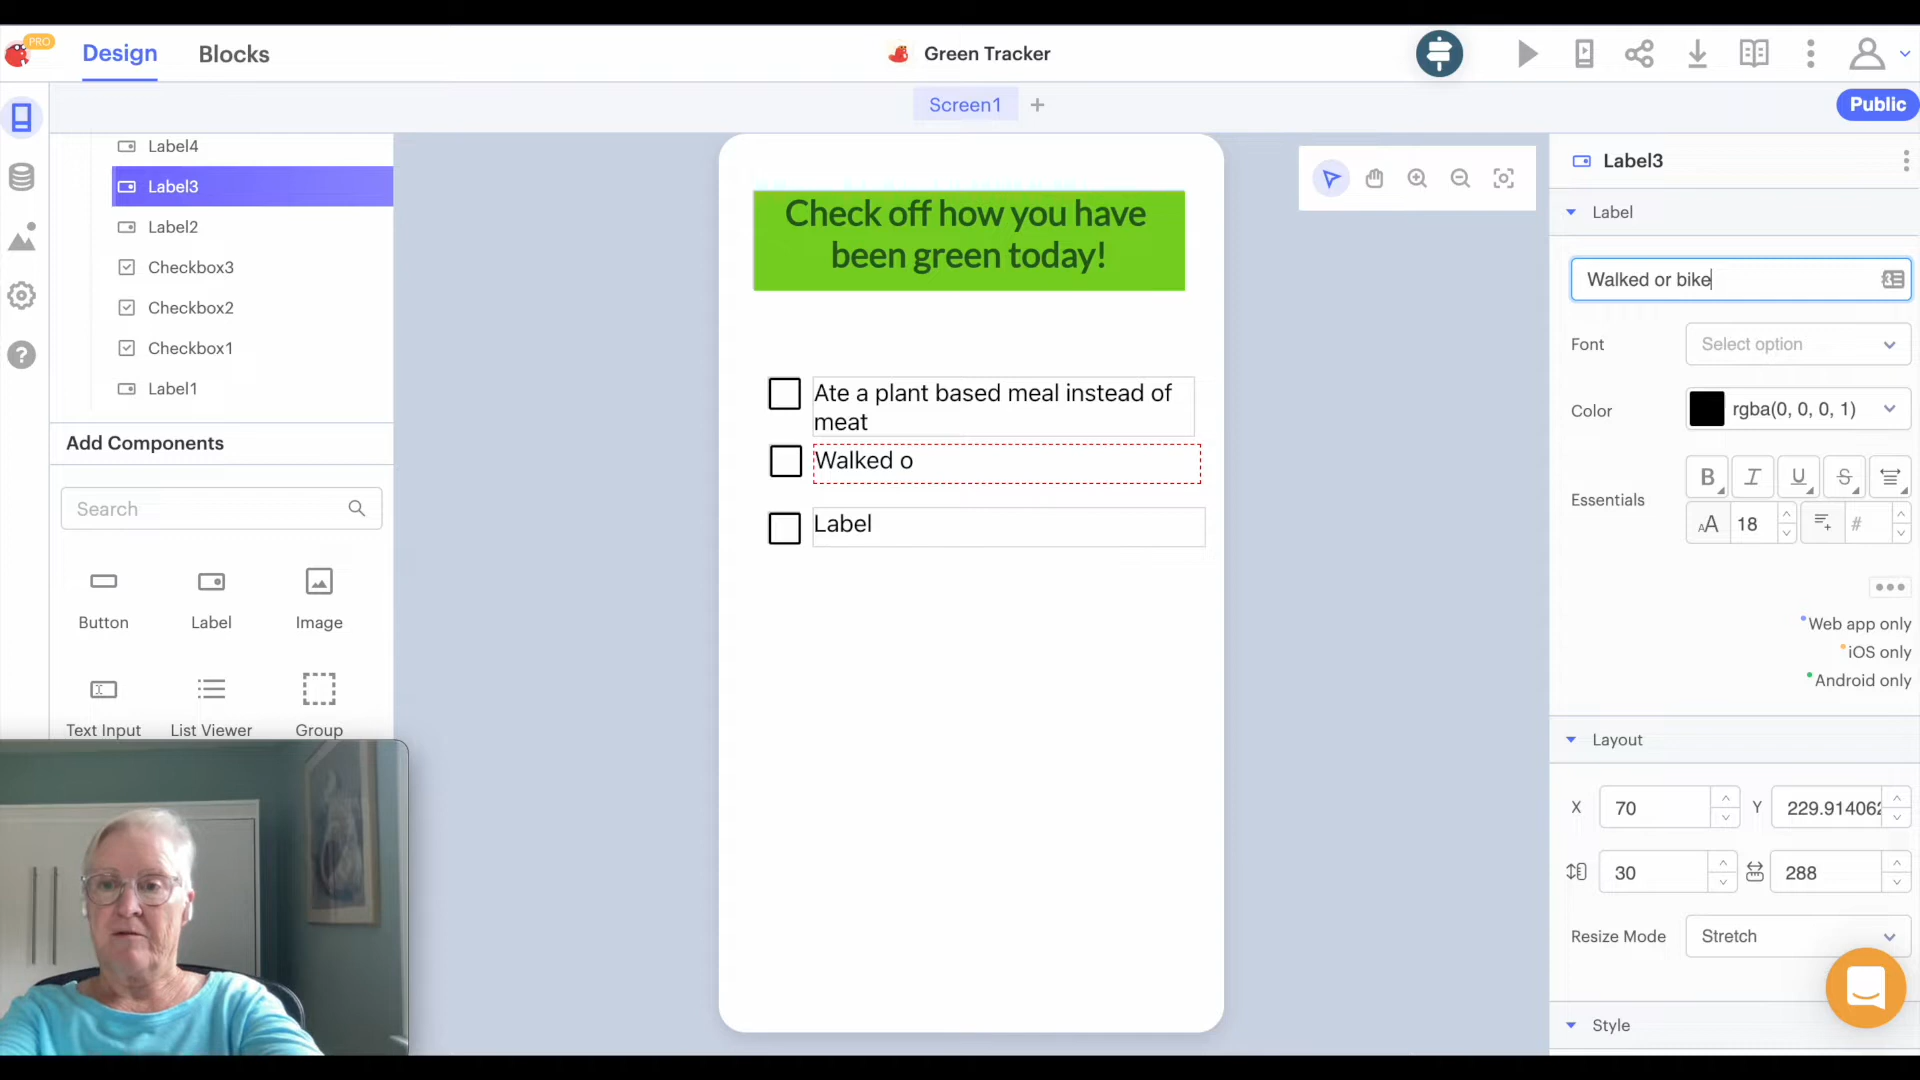 PRO
Design
Blocks
Green Tracker
Screen1
+
Public
Label4
Label3
Label2
Checkbox3
Checkbox2
Checkbox1
Label1
Add Components
Search
Button
Label
Image
Text Input
List Viewer
Group
Check off how you have
been green today!
Ate a plant based meal instead of
meat
Walked o
Label
Label3
Label
Walked or bike
Font
Select option
Color
rgba(0, 0, 0, 1)
Essentials
B I U S
AA 18 #
Web app only
iOS only
Android only
Layout
X 70 Y 229.914062
30 288
Resize Mode Stretch
Style